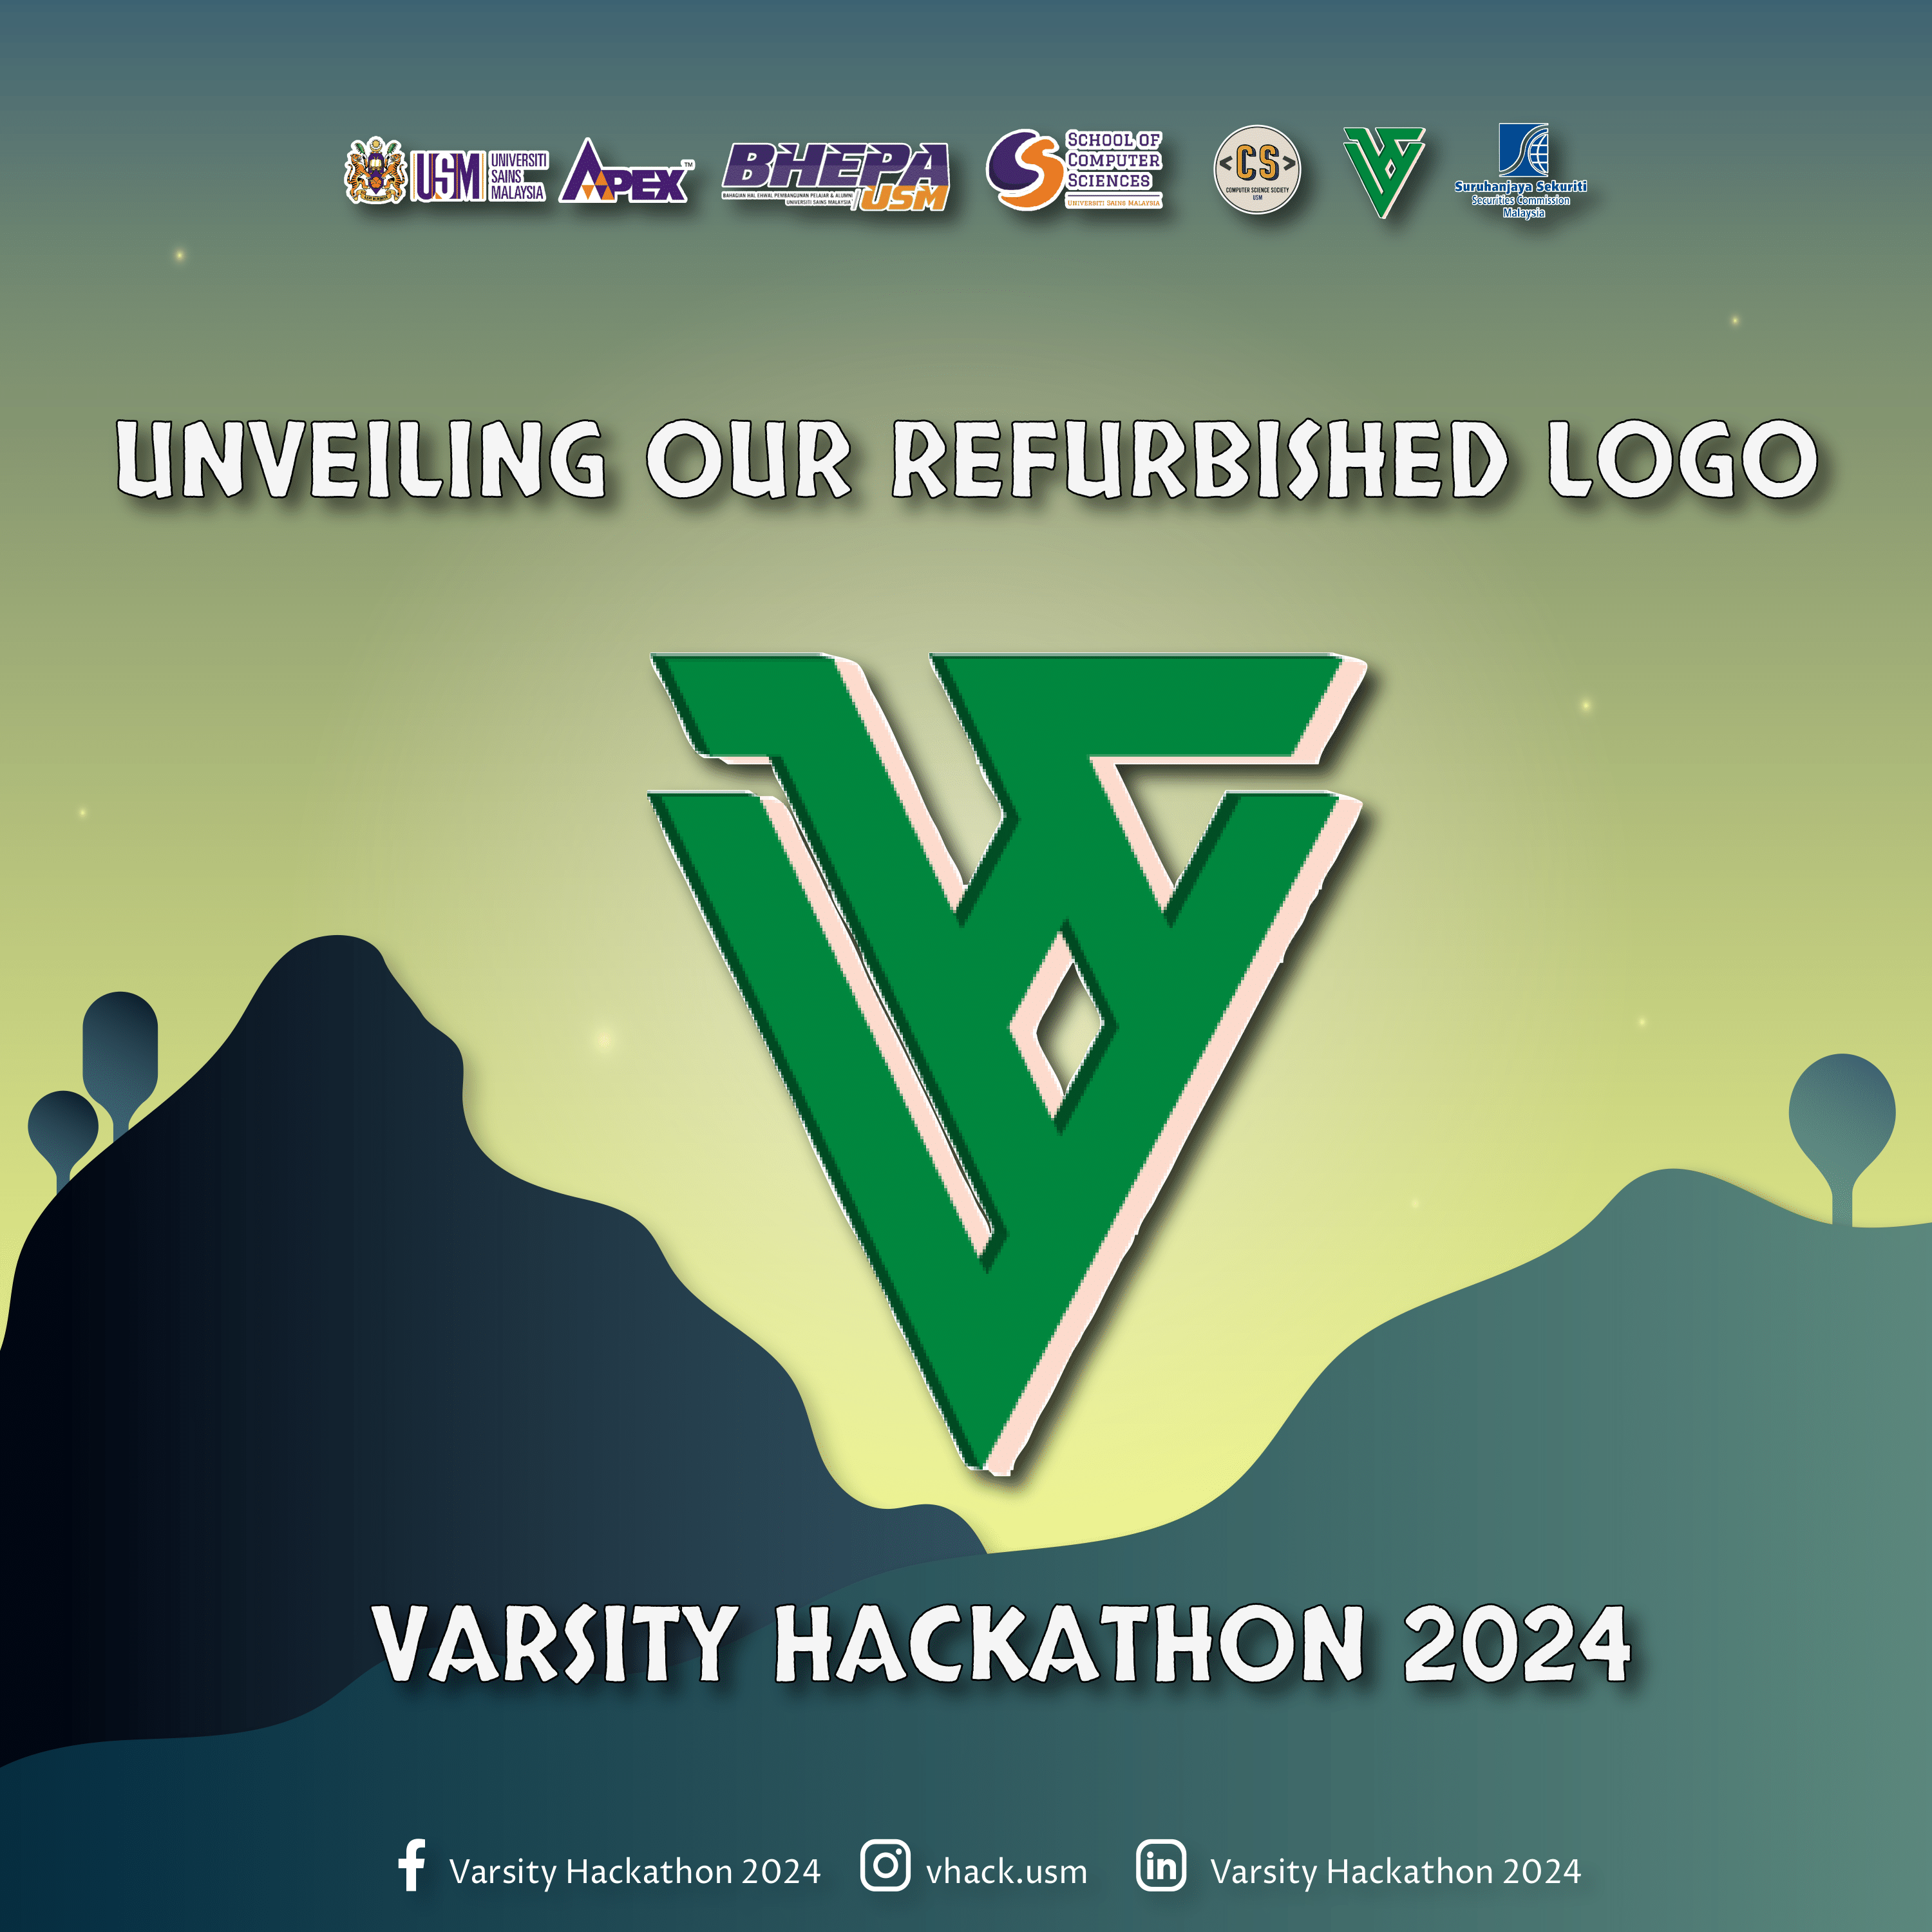 USM UNIVERSITI
SAINS
MALAYSIA
APEX™
BHEPA
BAHAGIAN HAL EHWAL PEMBANGUNAN PELAJAR & ALUMNI
UNIVERSITI SAINS MALAYSIA
USM
SCHOOL OF
COMPUTER
SCIENCES
UNIVERSITI SAINS MALAYSIA
<CS>
COMPUTER SCIENCE SOCIETY
USM
Suruhanjaya Sekuriti
Securities Commission
Malaysia
UNVEILING OUR REFURBISHED LOGO
VARSITY HACKATHON 2024
Varsity Hackathon 2024 vhack.usm Varsity Hackathon 2024